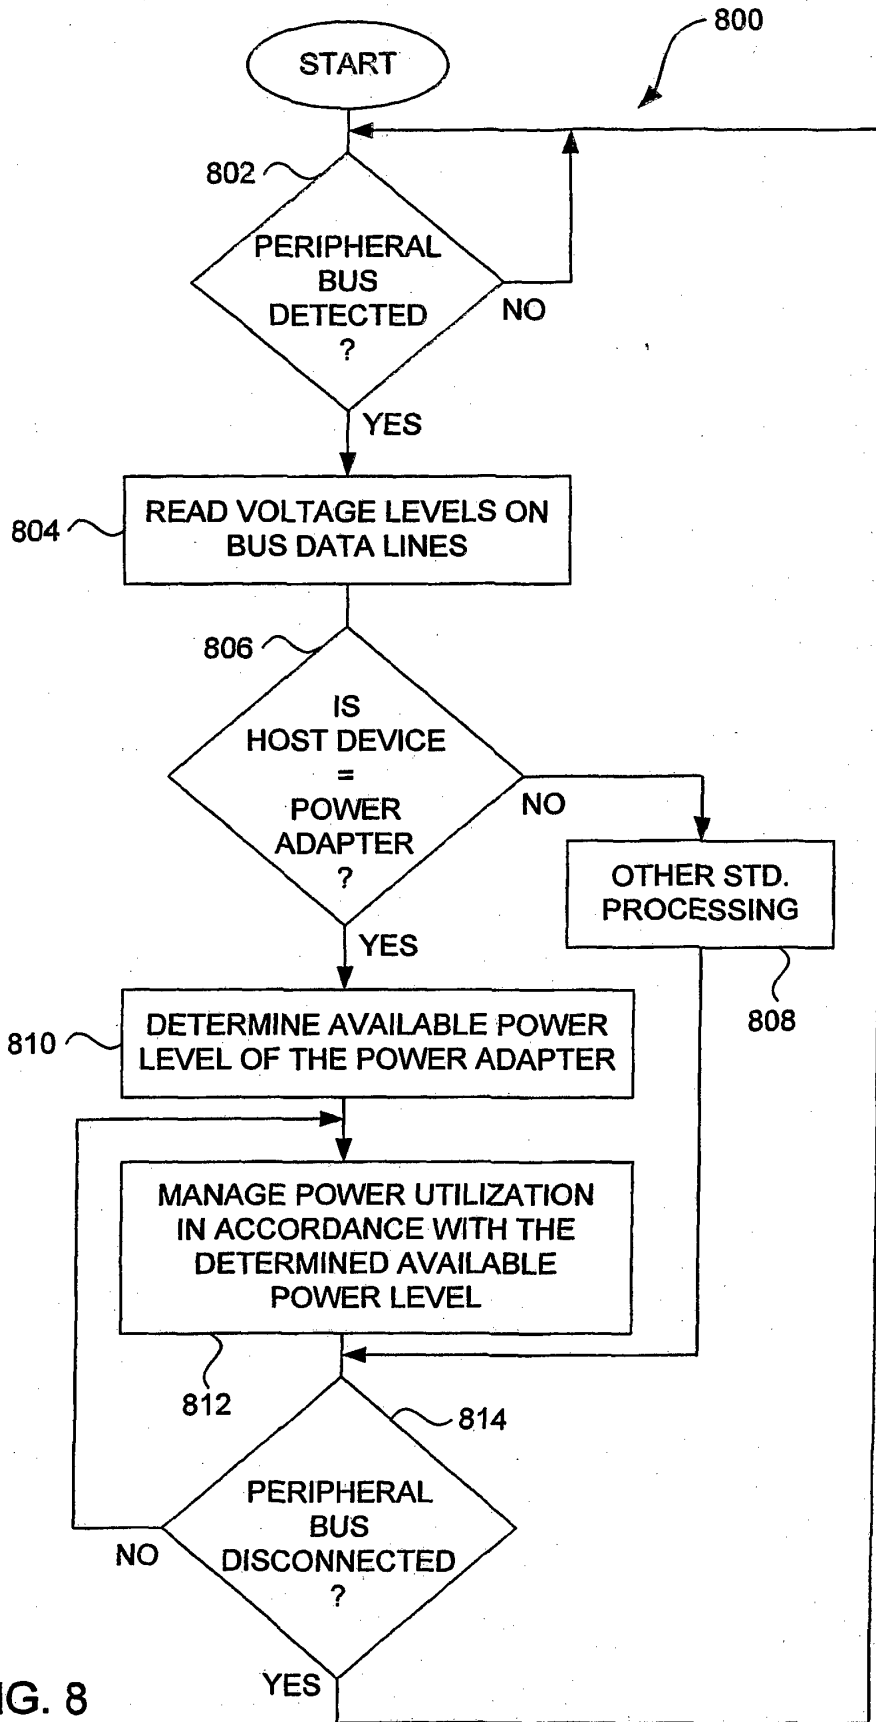 800
START
802
PERIPHERAL
BUS
DETECTED
?
NO
YES
804
READ VOLTAGE LEVELS ON
BUS DATA LINES
806
IS
HOST DEVICE
=
POWER
ADAPTER
?
NO
YES
OTHER STD.
PROCESSING
808
810
DETERMINE AVAILABLE POWER
LEVEL OF THE POWER ADAPTER
MANAGE POWER UTILIZATION
IN ACCORDANCE WITH THE
DETERMINED AVAILABLE
POWER LEVEL
812
814
PERIPHERAL
BUS
DISCONNECTED
?
NO
YES
IG. 8